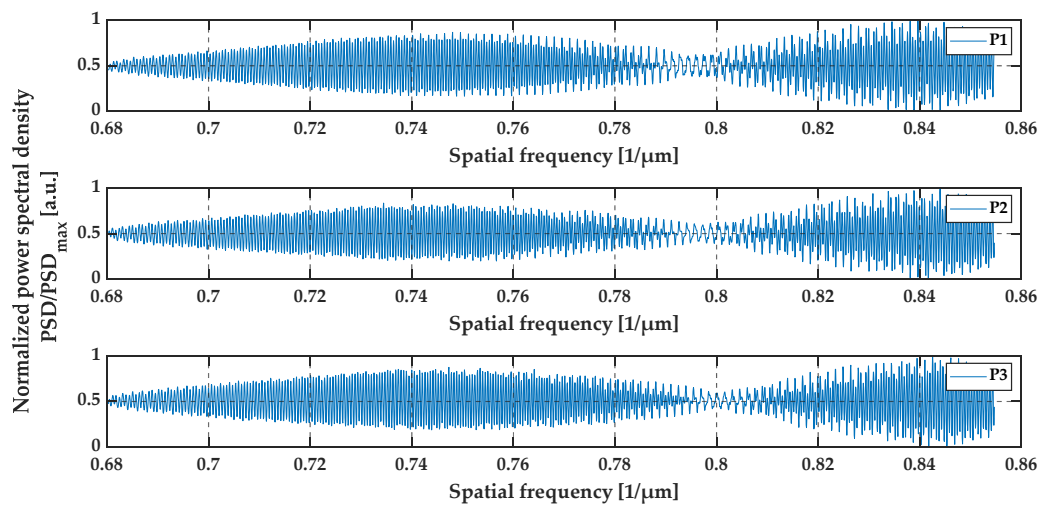 Normalized power spectral density
PSD/PSD_max [a.u.]
1
0.5
0
P1
0.68 0.7 0.72 0.74 0.76 0.78 0.8 0.82 0.84 0.86
Spatial frequency [1/μm]
1
0.5
0
P2
0.68 0.7 0.72 0.74 0.76 0.78 0.8 0.82 0.84 0.86
Spatial frequency [1/μm]
1
0.5
0
P3
0.68 0.7 0.72 0.74 0.76 0.78 0.8 0.82 0.84 0.86
Spatial frequency [1/μm]